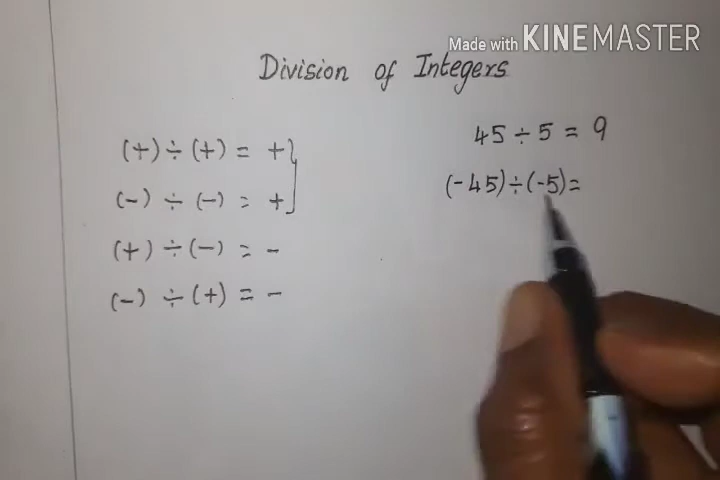 Made with KINEMASTER
Division of Integers
(+) ÷ (+) = +
(-) ÷ (-) = +
(+) ÷ (-) = -
(-) ÷ (+) = -
45 ÷ 5 = 9
(-45) ÷ (-5) =